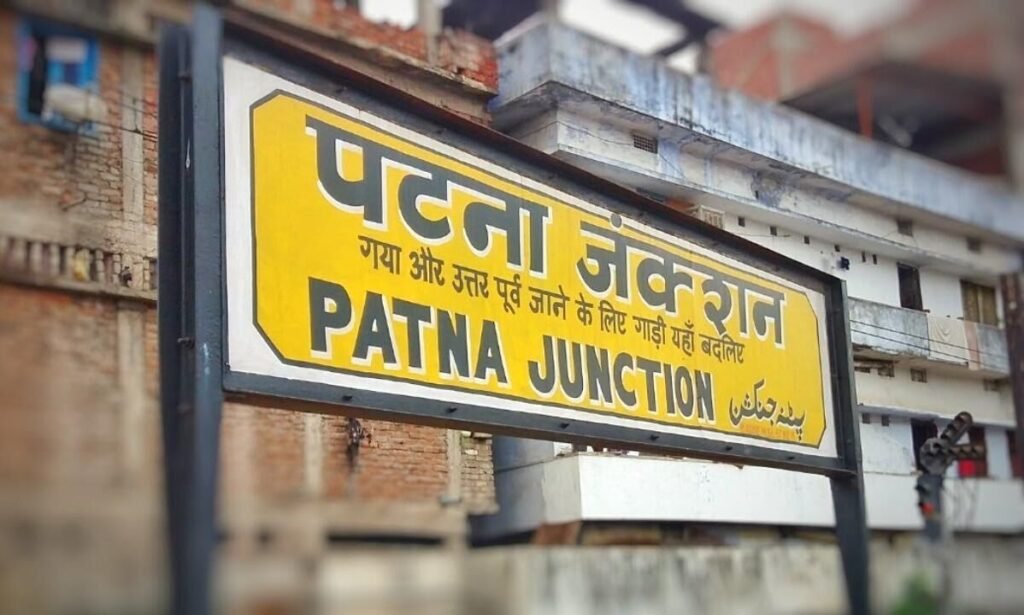 पटना जंकशन
गया और उत्तर पूर्व जाने के लिए गाड़ी यहाँ बदलिए
PATNA JUNCTION
پٹنہ جنکشن